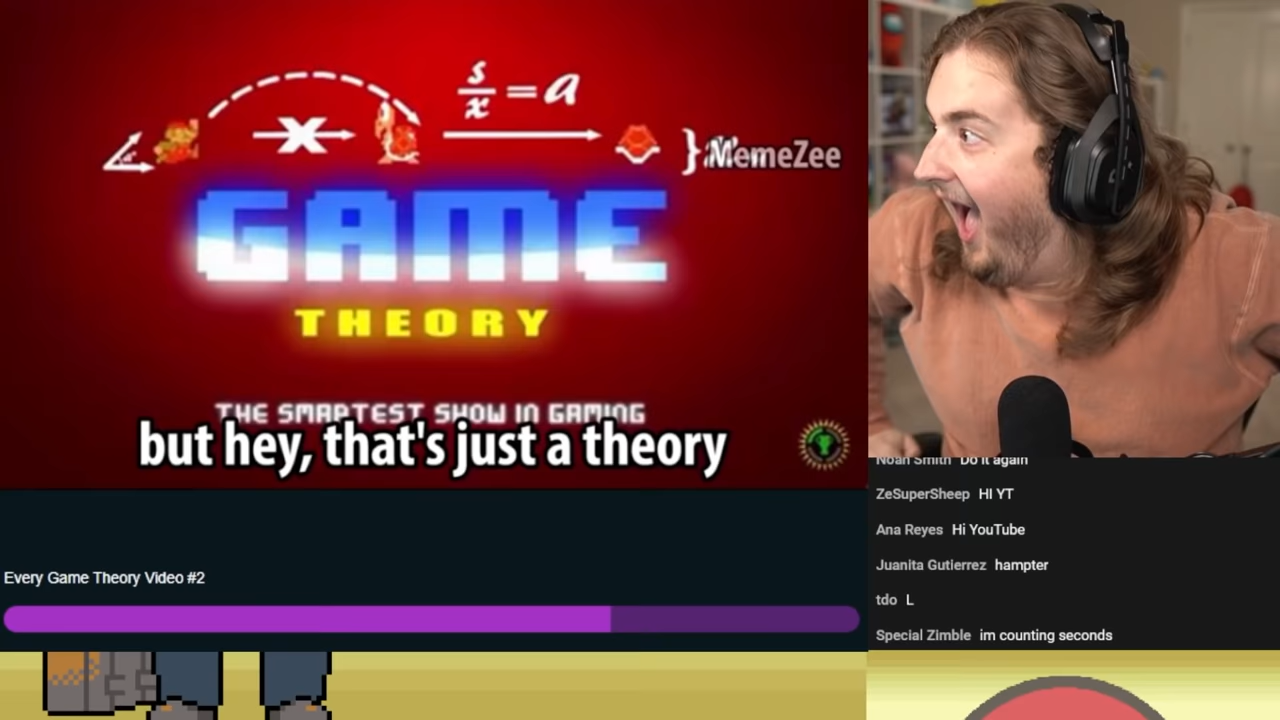 s
x = a
} MemeZee
GAME
THEORY
THE SMARTEST SHOW IN GAMING
but hey, that's just a theory
Every Game Theory Video #2
Noah Smith Do it again
ZeSuperSheep HI YT
Ana Reyes Hi YouTube
Juanita Gutierrez hampter
tdo L
Special Zimble im counting seconds